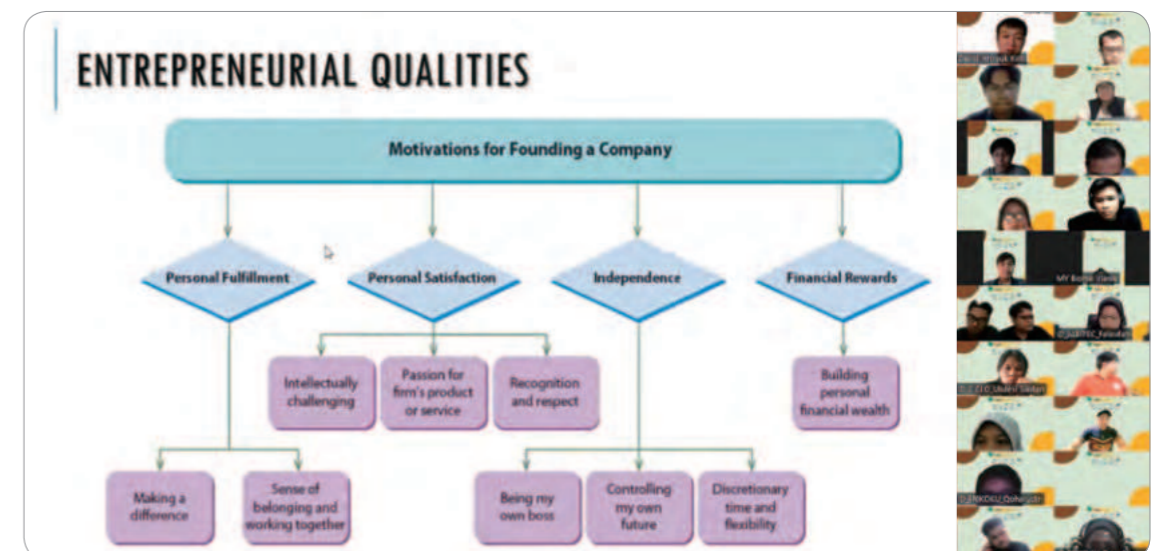 ENTREPRENEURIAL QUALITIES
Motivations for Founding a Company
Personal Fulfillment
Personal Satisfaction
Independence
Financial Rewards
Intellectually
challenging
Passion for
firm's product
or service
Recognition
and respect
Building
personal
financial wealth
Making a
difference
Sense of
belonging and
working together
Being my
own boss
Controlling
my own
future
Discretionary
time and
flexibility